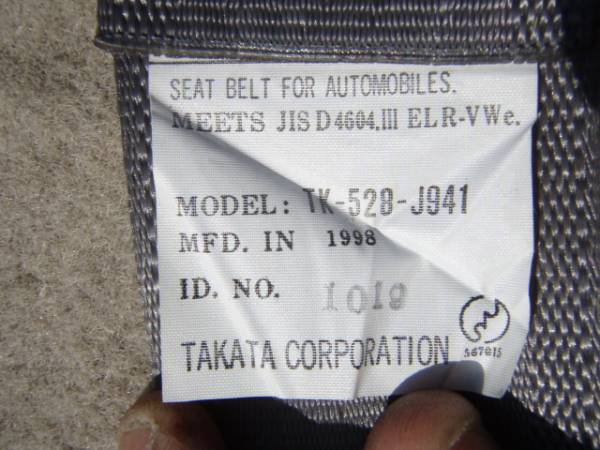 SEAT BELT FOR AUTOMOBILES.
MEETS JIS D4604.III ELR-VWe.
MODEL: TK-528-J941
MFD. IN 1998
ID. NO. 1019
TAKATA CORPORATION
567015